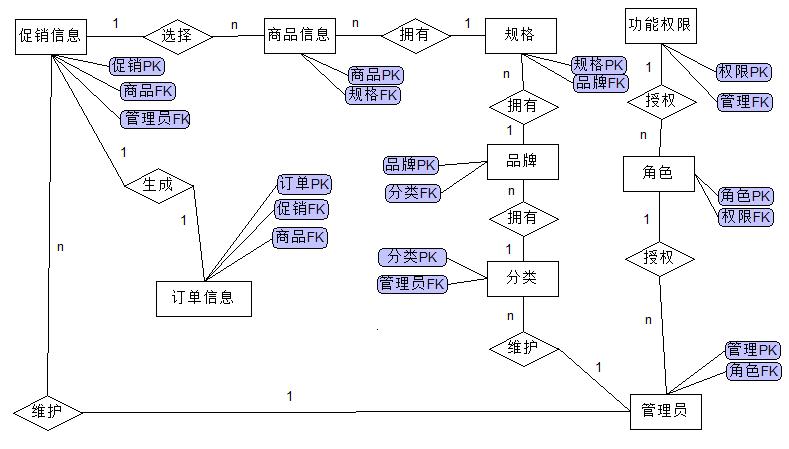 促销信息
1
选择
n
商品信息
n
拥有
1
规格
功能权限
促销PK
商品FK
管理员FK
商品PK
规格FK
规格PK
品牌FK
n
1
权限PK
管理FK
拥有
授权
1
n
1
品牌PK
分类FK
品牌
角色
生成
n
角色PK
权限FK
订单PK
促销FK
商品FK
1
拥有
1
1
n
分类PK
管理员FK
分类
授权
订单信息
n
n
维护
1
管理PK
角色FK
1
维护
管理员